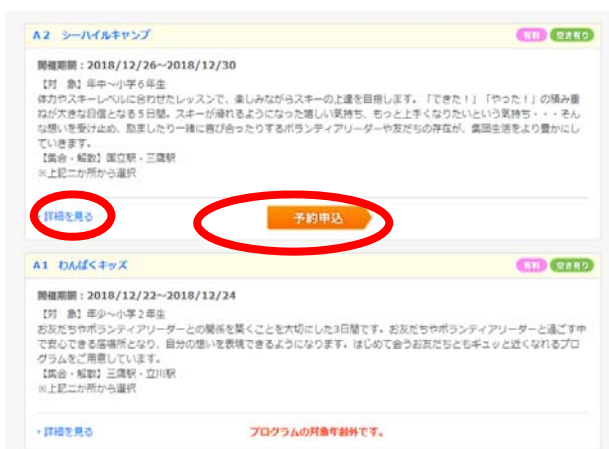 A2 シーハイルキャンプ
有料 空き有り
開催期間：2018/12/26～2018/12/30
【対 象】年中～小学6年生
体力やスキーレベルに合わせたレッスンで、楽しみながらスキーの上達を目指します。「できた！」「やった！」の積み重
ねが大きな自信となる5日間。スキーが滑れるようになった嬉しい気持ち、もっと上手くなりたいという気持ち・・・そん
な想いを受け止め、励ましたり一緒に喜び合ったりするボランティアリーダーや友だちの存在が、集団生活をより豊かにし
ていきます。
【集合・解散】国立駅・三鷹駅
※上記二か所から選択
詳細を見る
予約申込
A1 わんぱくキッズ
有料 空き有り
開催期間：2018/12/22～2018/12/24
【対 象】年少～小学2年生
お友だちやボランティアリーダーとの関係を築くことを大切にした3日間です。お友だちやボランティアリーダーと過ごす中
で安心できる居場所となり、自分の想いを表現できるようになります。はじめて会うお友だちともギュッと近くなれるプロ
グラムをご用意しています。
【集合・解散】三鷹駅・立川駅
※上記二か所から選択
詳細を見る
プログラムの対象年齢外です。